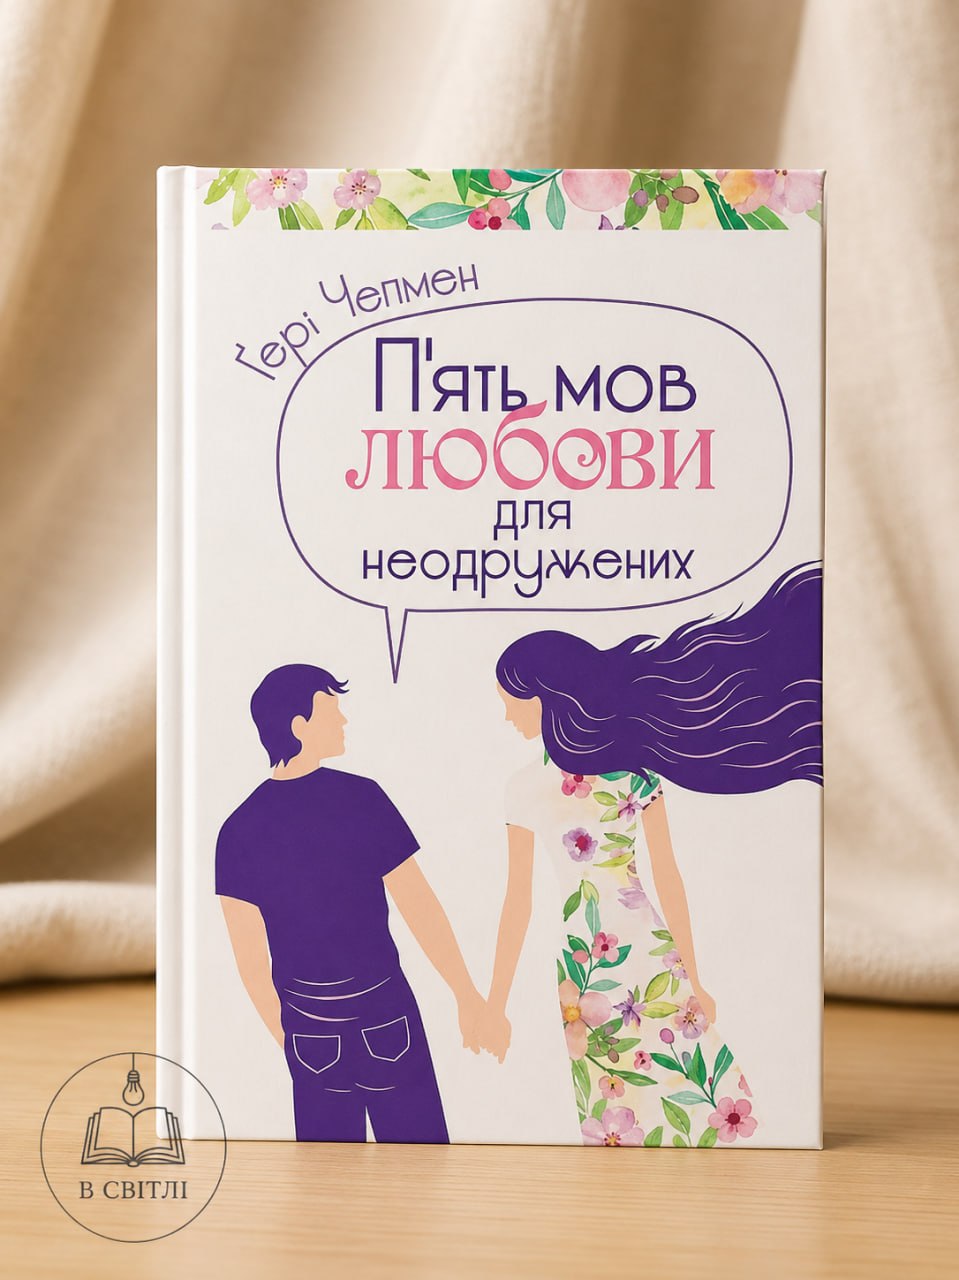 Ґері Чепмен
П'ять мов
любови
для
неодружених
В СВІТЛІ